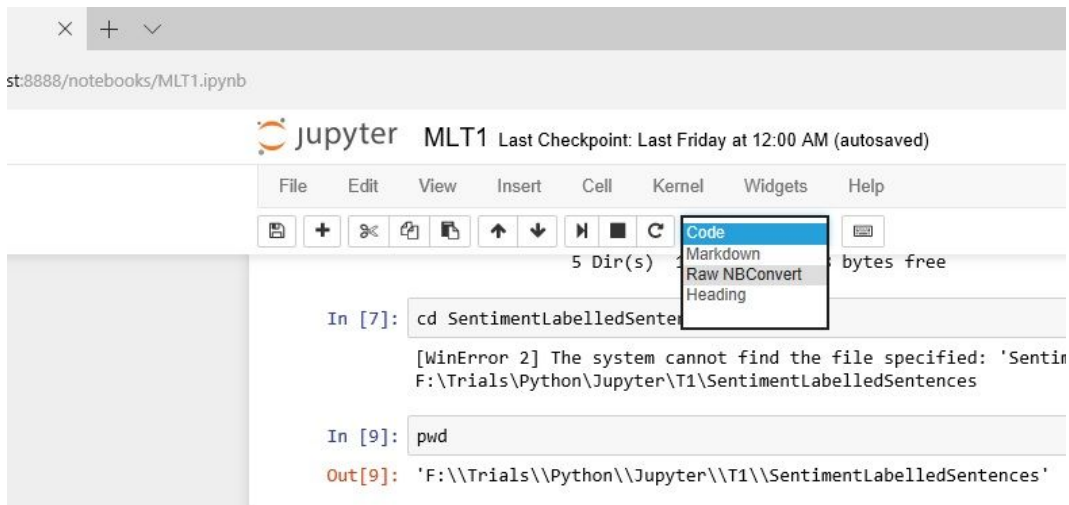 st:8888/notebooks/MLT1.ipynb
jupyter MLT1 Last Checkpoint: Last Friday at 12:00 AM (autosaved)
File Edit View Insert Cell Kernel Widgets Help
Code
Markdown
5 Dir(s) bytes free
Raw NBConvert
Heading
In [7]: cd SentimentLabelledSenten
[WinError 2] The system cannot find the file specified: 'Sentim
F:\Trials\Python\Jupyter\T1\SentimentLabelledSentences
In [9]: pwd
Out[9]: 'F:\\Trials\\Python\\Jupyter\\T1\\SentimentLabelledSentences'